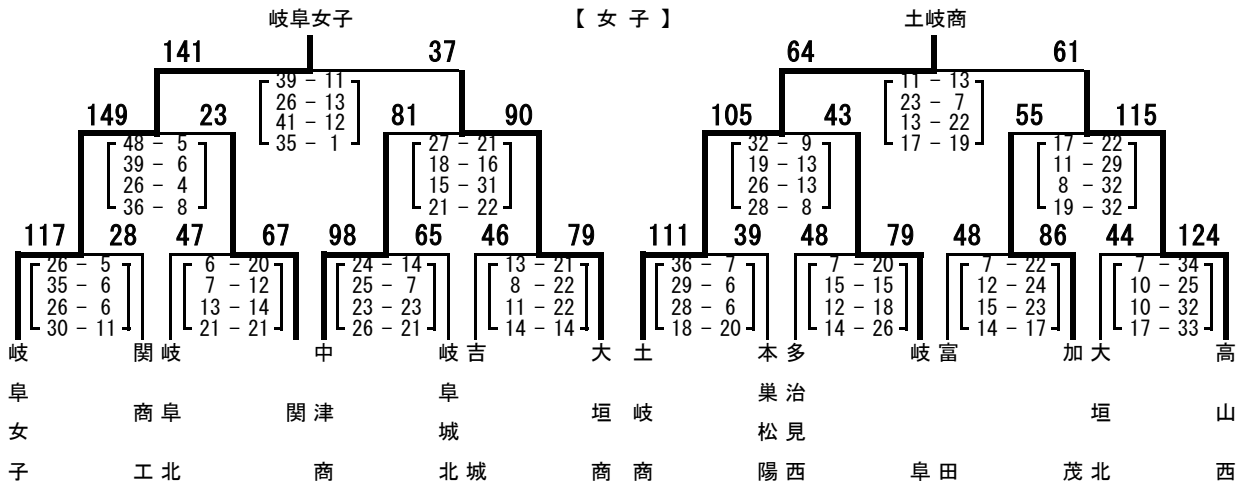 岐阜女子 【 女 子 】 土岐商
141 37 64 61
39 - 11
26 - 13
41 - 12
35 - 1
11 - 13
23 - 7
13 - 22
17 - 19
149 23 81 90 105 43 55 115
48 - 5
39 - 6
26 - 4
36 - 8
27 - 21
18 - 16
15 - 31
21 - 22
32 - 9
19 - 13
26 - 13
28 - 8
17 - 22
11 - 29
8 - 32
19 - 32
117 28 47 67 98 65 46 79 111 39 48 79 48 86 44 124
26 - 5
35 - 6
26 - 6
30 - 11
6 - 20
7 - 12
13 - 14
21 - 21
24 - 14
25 - 7
23 - 23
26 - 21
13 - 21
8 - 22
11 - 22
14 - 14
36 - 7
29 - 6
28 - 6
18 - 20
7 - 20
15 - 15
12 - 18
14 - 26
7 - 22
12 - 24
15 - 23
14 - 17
7 - 34
10 - 25
10 - 32
17 - 33
岐阜女子
関商工
岐阜北
関
中津商
岐阜城北
吉城
大垣商
土岐商
本巣松陽
多治見西
岐阜
富田
加茂
大垣北
高山西